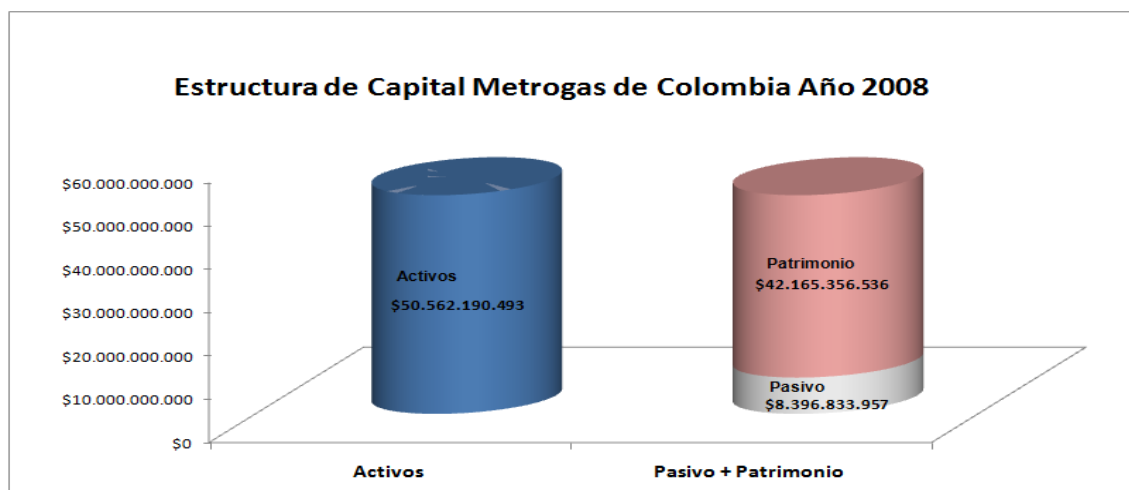 Estructura de Capital Metrogas de Colombia Año 2008
$60.000.000.000
$50.000.000.000
$40.000.000.000
$30.000.000.000
$20.000.000.000
$10.000.000.000
$0
Activos
$50.562.190.493
Patrimonio
$42.165.356.536
Pasivo
$8.396.833.957
Activos
Pasivo + Patrimonio